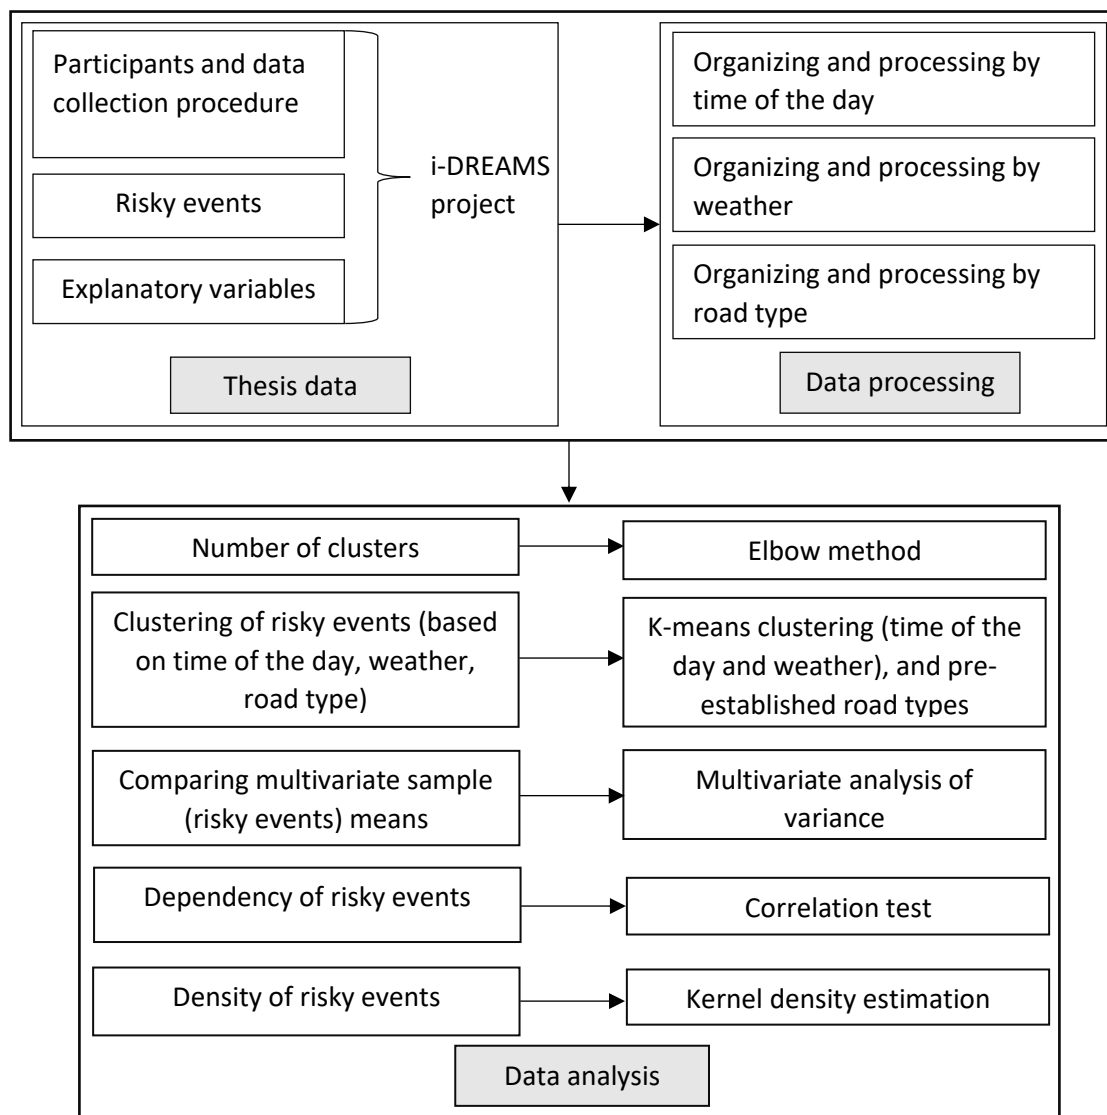 Participants and data
collection procedure
Risky events
Explanatory variables
i-DREAMS
project
Thesis data
Organizing and processing by
time of the day
Organizing and processing by
weather
Organizing and processing by
road type
Data processing
Number of clusters
Elbow method
Clustering of risky events (based
on time of the day, weather,
road type)
K-means clustering (time of the
day and weather), and pre-
established road types
Comparing multivariate sample
(risky events) means
Multivariate analysis of
variance
Dependency of risky events
Correlation test
Density of risky events
Kernel density estimation
Data analysis